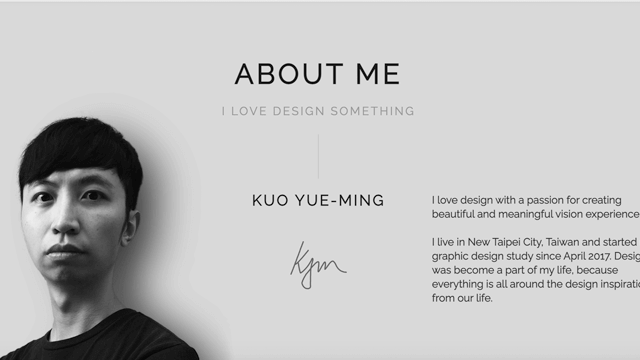 ABOUT ME
I LOVE DESIGN SOMETHING
KUO YUE-MING
Kym
I love design with a passion for creating
beautiful and meaningful vision experience
I live in New Taipei City, Taiwan and started
graphic design study since April 2017. Desig
was become a part of my life, because
everything is all around the design inspirati
from our life.